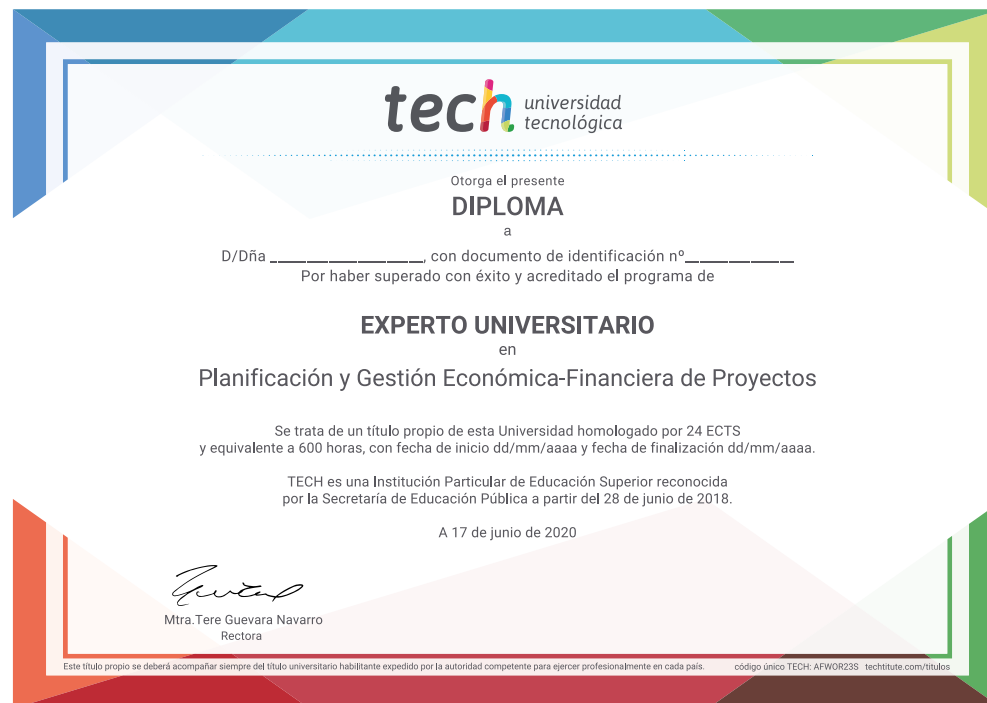 tech universidad
tecnológica
Otorga el presente
DIPLOMA
a
D/Dña ____________________, con documento de identificación nº______________
Por haber superado con éxito y acreditado el programa de
EXPERTO UNIVERSITARIO
en
Planificación y Gestión Económica-Financiera de Proyectos
Se trata de un título propio de esta Universidad homologado por 24 ECTS
y equivalente a 600 horas, con fecha de inicio dd/mm/aaaa y fecha de finalización dd/mm/aaaa.
TECH es una Institución Particular de Educación Superior reconocida
por la Secretaría de Educación Pública a partir del 28 de junio de 2018.
A 17 de junio de 2020
Mtra.Tere Guevara Navarro
Rectora
Este título propio se deberá acompañar siempre del título universitario habilitante expedido por la autoridad competente para ejercer profesionalmente en cada país. código único TECH: AFWOR23S techtitute.com/titulos